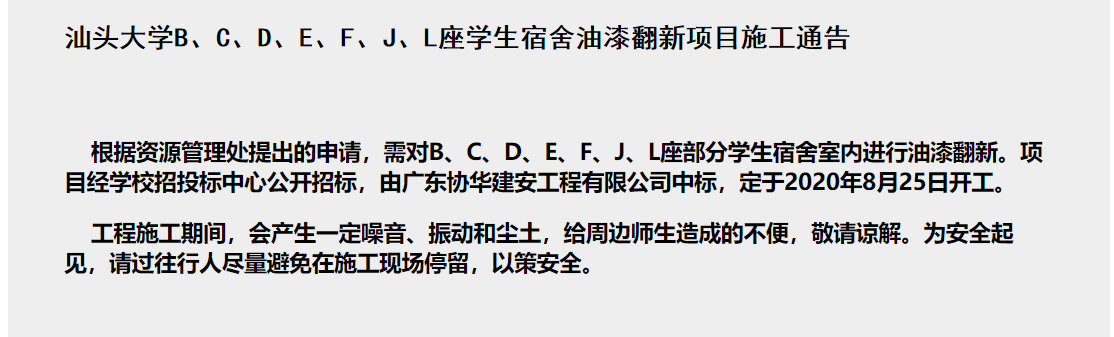 汕头大学B、C、D、E、F、J、L座学生宿舍油漆翻新项目施工通告
根据资源管理处提出的申请，需对B、C、D、E、F、J、L座部分学生宿舍室内进行油漆翻新。项
目经学校招投标中心公开招标，由广东协华建安工程有限公司中标，定于2020年8月25日开工。
工程施工期间，会产生一定噪音、振动和尘土，给周边师生造成的不便，敬请谅解。为安全起
见，请过往行人尽量避免在施工现场停留，以策安全。